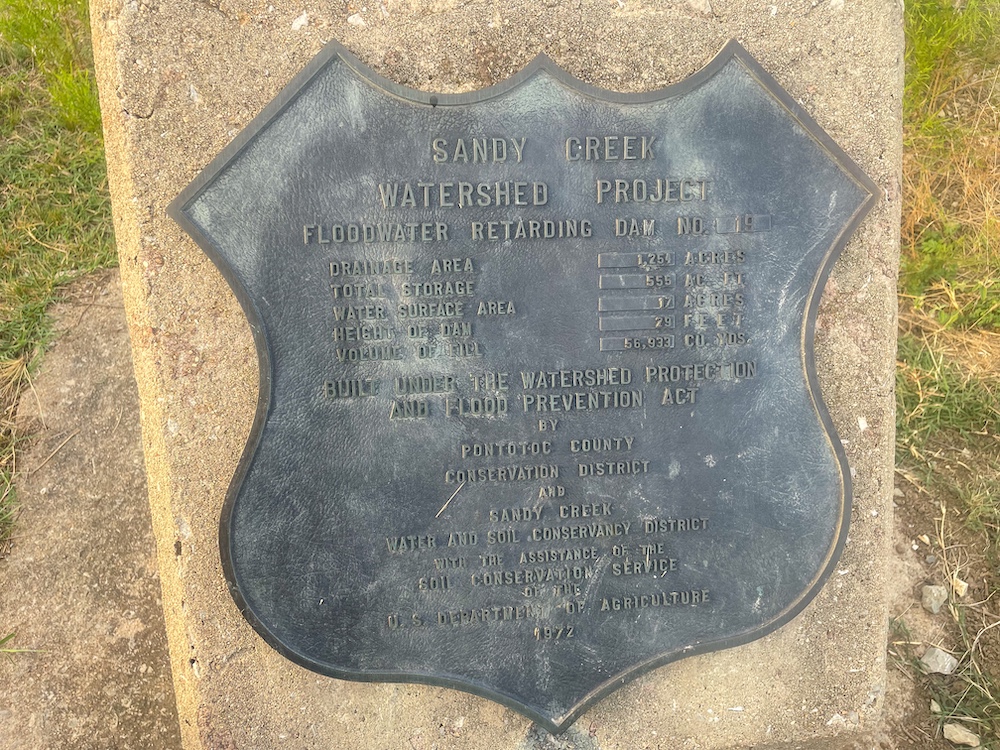 SANDY CREEK
WATERSHED PROJECT
FLOODWATER RETARDING DAM NO. 19
DRAINAGE AREA 1,251 ACRES
TOTAL STORAGE 555 AC. FT.
WATER SURFACE AREA 17 ACRES
HEIGHT OF DAM 29 FEET
VOLUME OF FILL 56,933 CU. YDS.
BUILT UNDER THE WATERSHED PROTECTION
AND FLOOD PREVENTION ACT
BY
PONTOTOC COUNTY
CONSERVATION DISTRICT
AND
SANDY CREEK
WATER AND SOIL CONSERVANCY DISTRICT
WITH THE ASSISTANCE OF THE
SOIL CONSERVATION SERVICE
OF THE
U. S. DEPARTMENT OF AGRICULTURE
1972